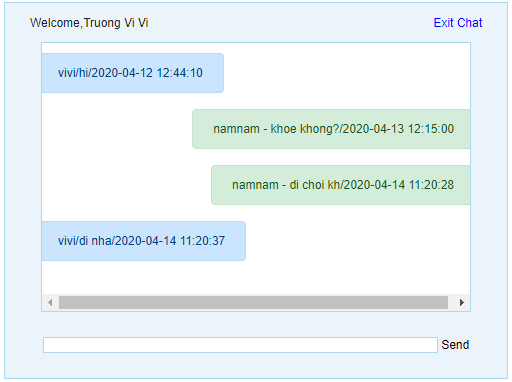 Welcome,Truong Vi Vi Exit Chat
vivi/hi/2020-04-12 12:44:10
namnam - khoe khong?/2020-04-13 12:15:00
namnam - di choi kh/2020-04-14 11:20:28
vivi/di nha/2020-04-14 11:20:37
Send